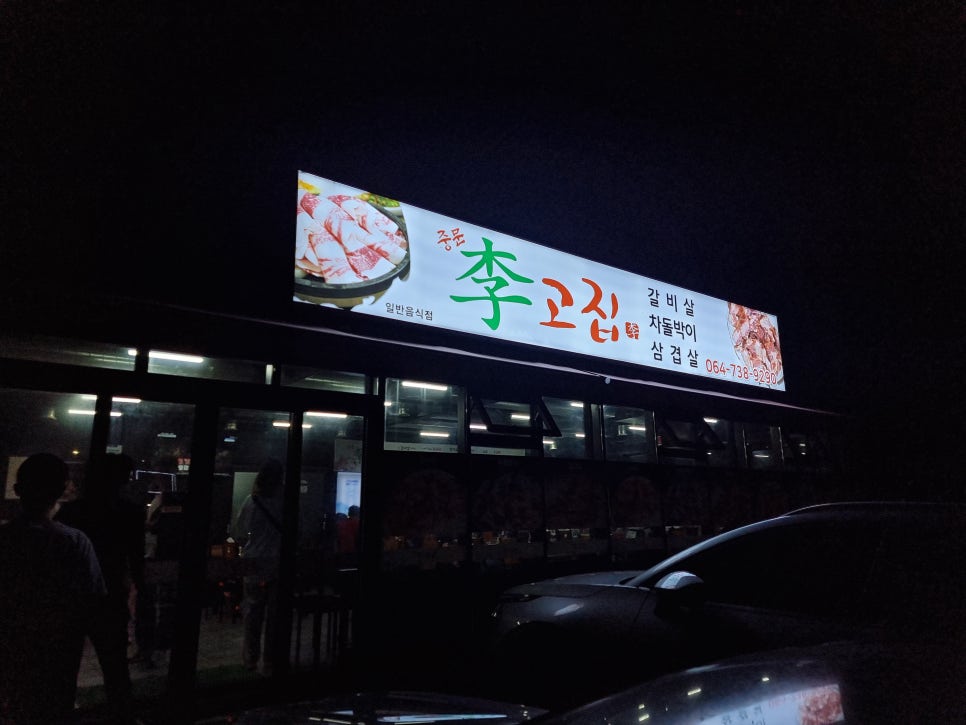 중문
李고집
李
일반음식점
갈비살
차돌박이
삼겹살
064-738-9290